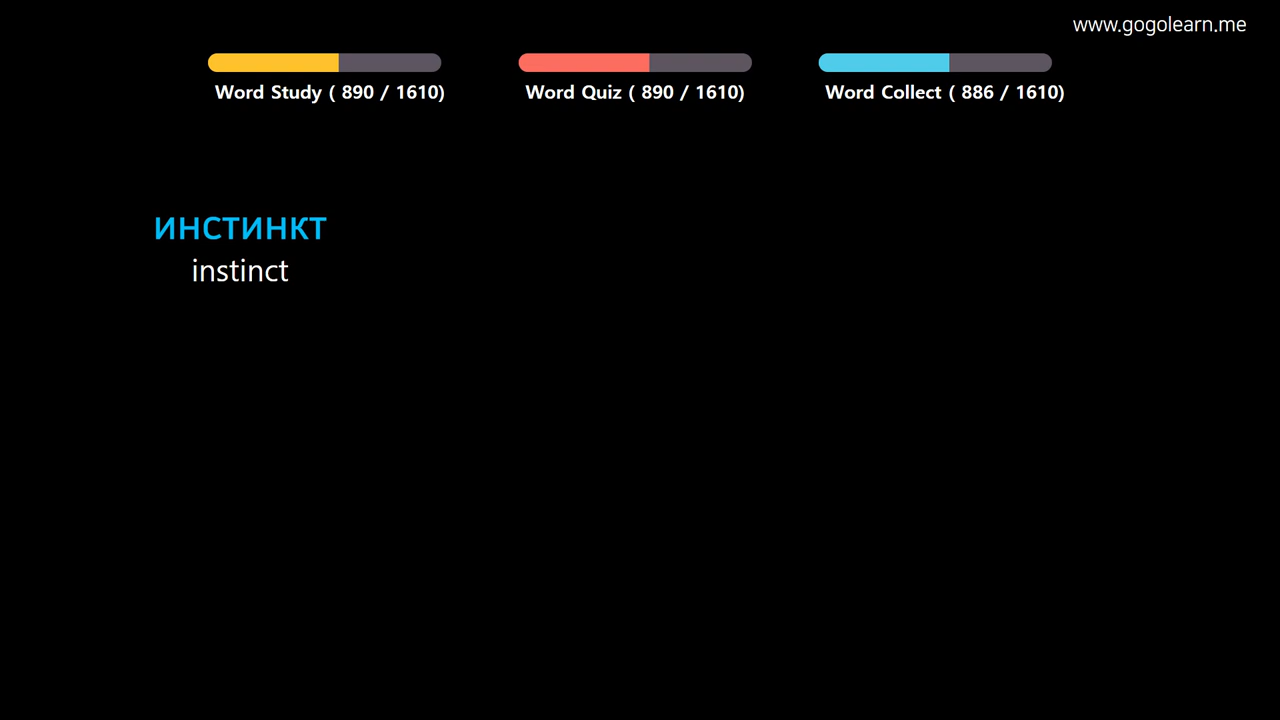 www.gogolearn.me
Word Study ( 890 / 1610)
Word Quiz ( 890 / 1610)
Word Collect ( 886 / 1610)
ИНСТИНКТ
instinct